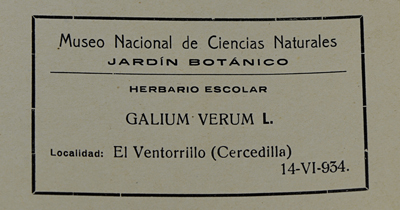 Museo Nacional de Ciencias Naturales
JARDÍN BOTÁNICO
HERBARIO ESCOLAR
GALIUM VERUM L.
Localidad: El Ventorrillo (Cercedilla)
14-VI-934.